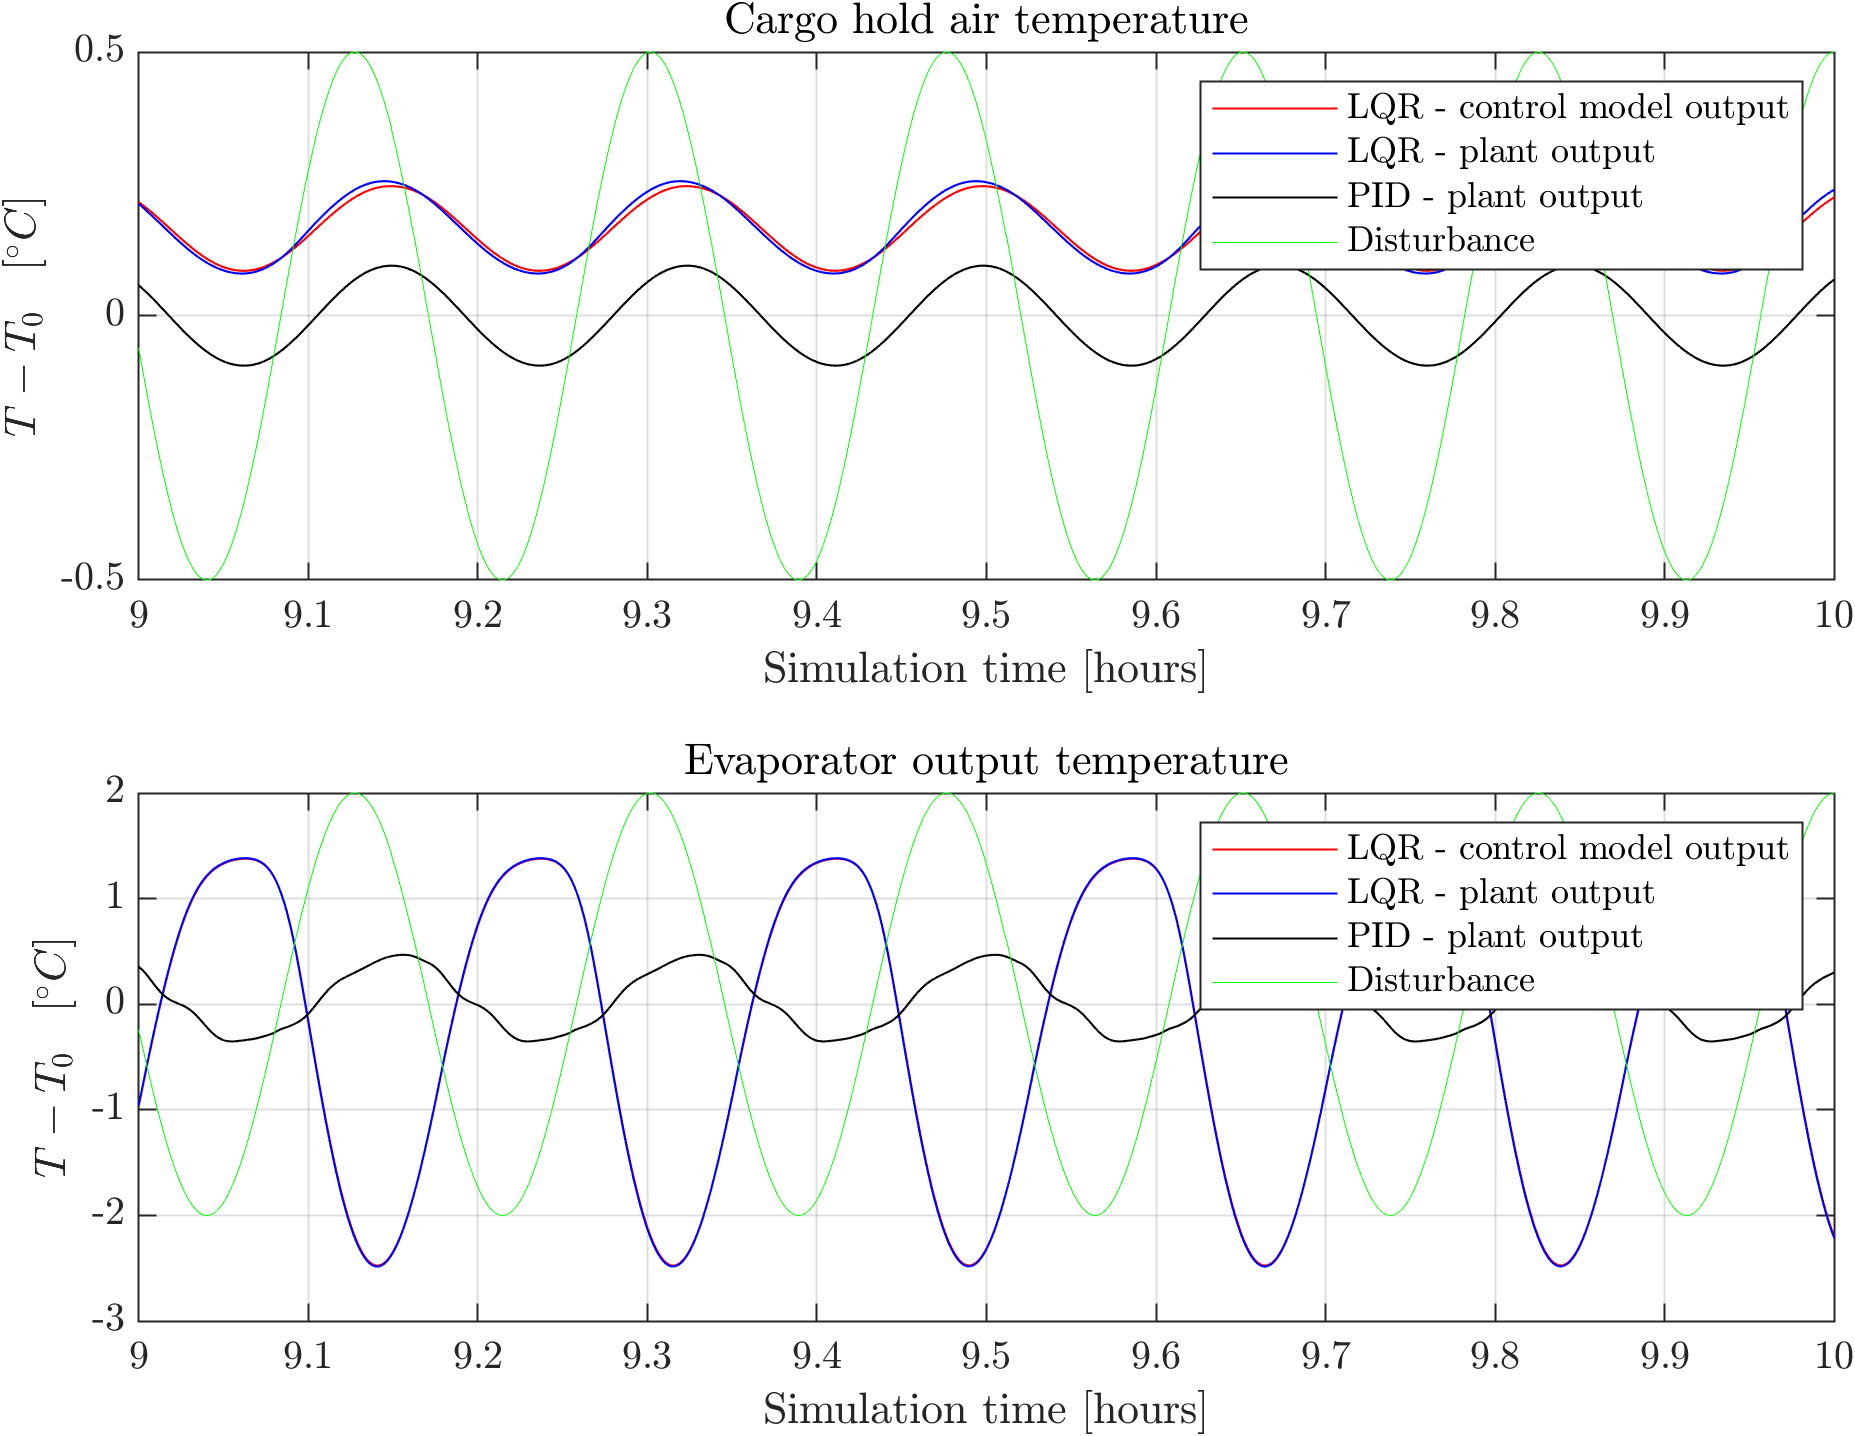 Cargo hold air temperature
0.5
0
-0.5
T − T₀ [°C]
LQR - control model output
LQR - plant output
PID - plant output
Disturbance
9 9.1 9.2 9.3 9.4 9.5 9.6 9.7 9.8 9.9 10
Simulation time [hours]
Evaporator output temperature
2
1
0
-1
-2
-3
T − T₀ [°C]
LQR - control model output
LQR - plant output
PID - plant output
Disturbance
9 9.1 9.2 9.3 9.4 9.5 9.6 9.7 9.8 9.9 10
Simulation time [hours]